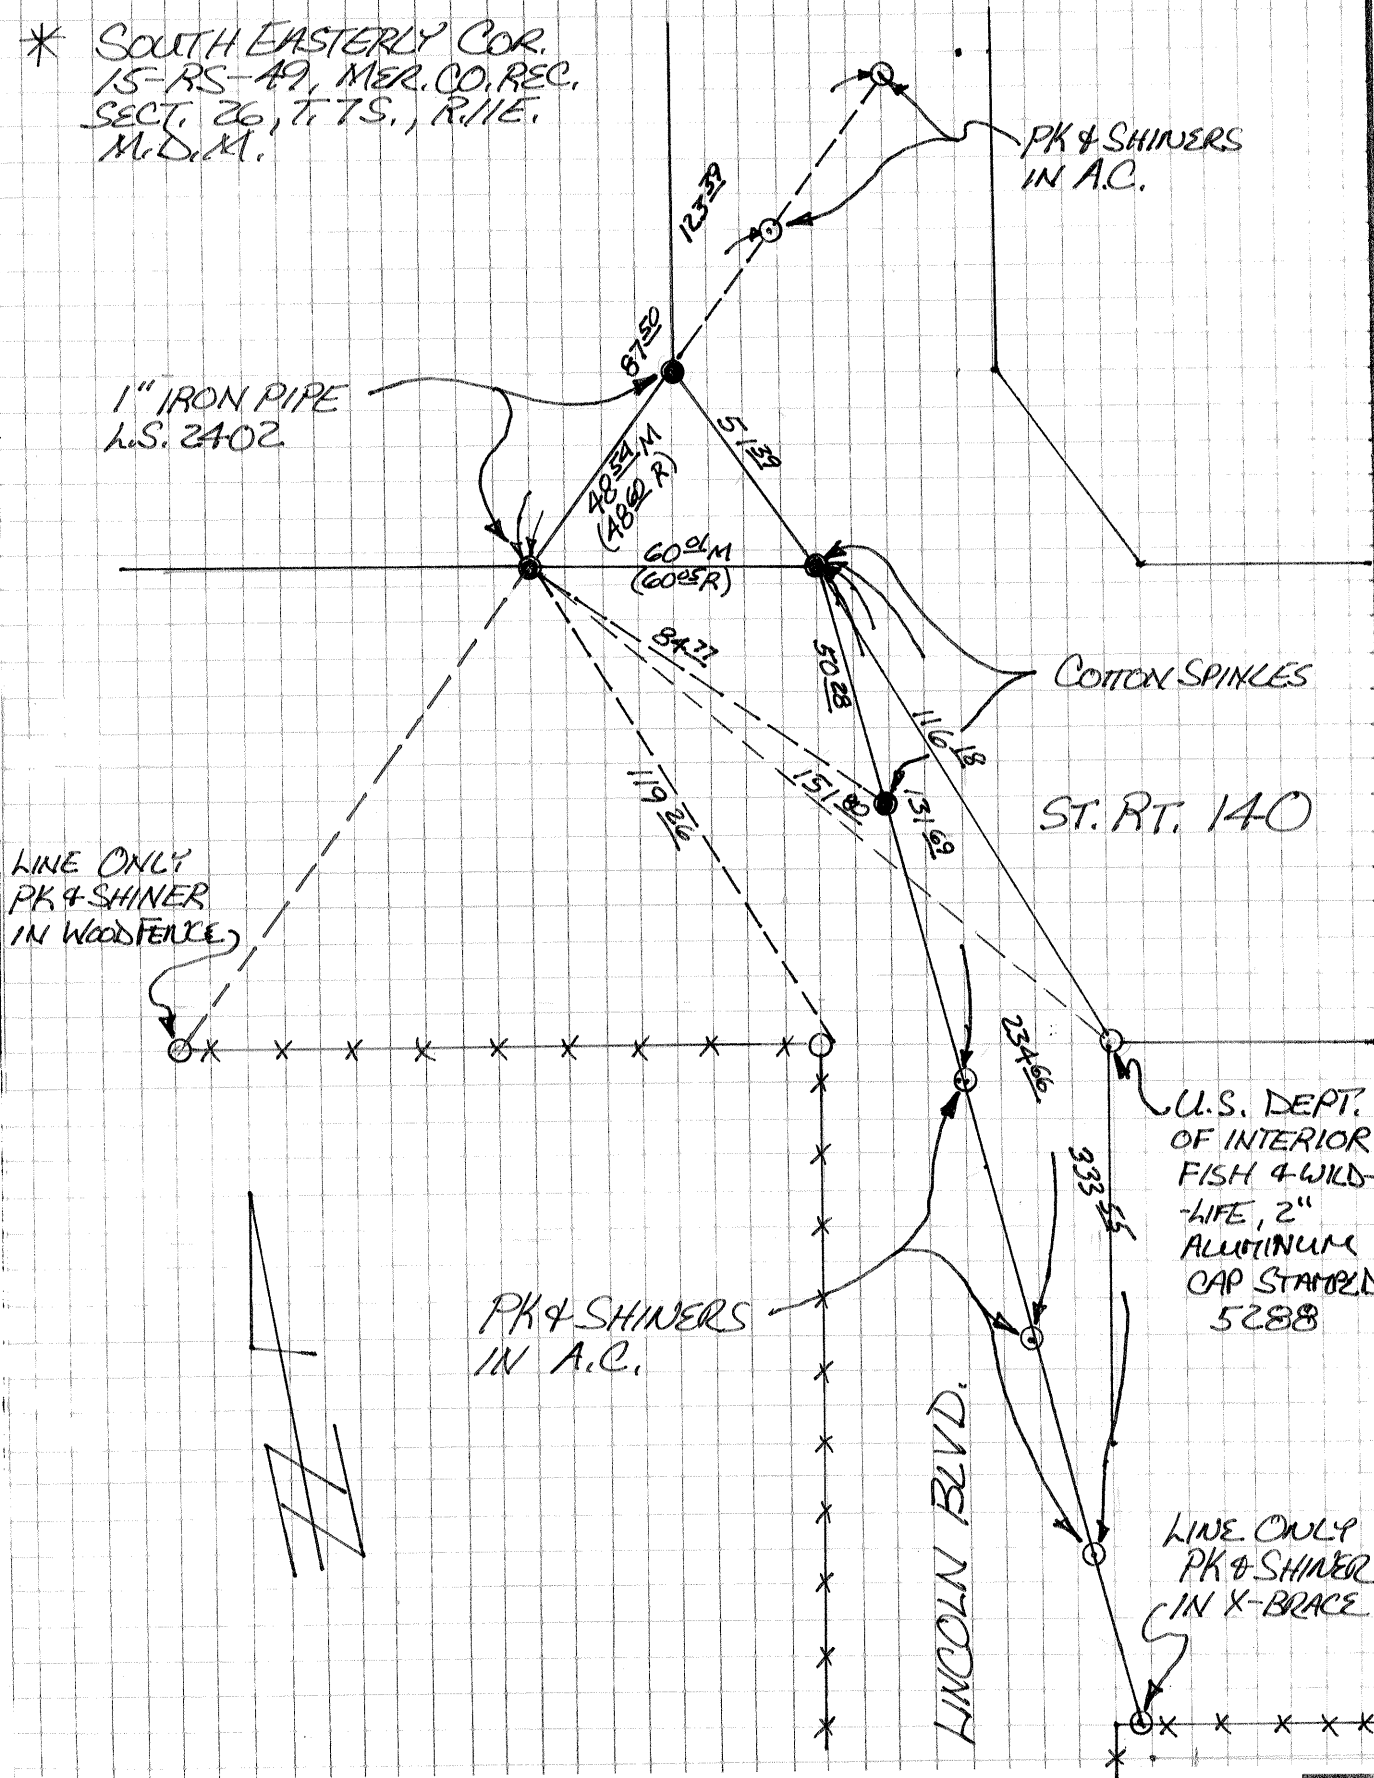 * SOUTH EASTERLY COR.
15-RS-49, MER. CO. REC.
SECT. 26, T. 7 S., R. 11 E.
M.D.M.
PK & SHINERS
IN A.C.
123 39
87 50
1" IRON PIPE
L.S. 2402
48 54 M
(48 60 R)
51 39
60 01 M
(60 05 R)
84 77
50 28
COTTON SPINLES
116 18
151 80
131 69
119 26
ST. RT. 140
LINE ONLY
PK & SHINER
IN WOOD FENCE
234 66
U.S. DEPT.
OF INTERIOR
FISH & WILD-
-LIFE, 2"
ALUMINUM
CAP STAMPED
5288
333 55
PK & SHINERS
IN A.C.
LINCOLN BLVD.
LINE ONLY
PK & SHINER
IN X-BRACE